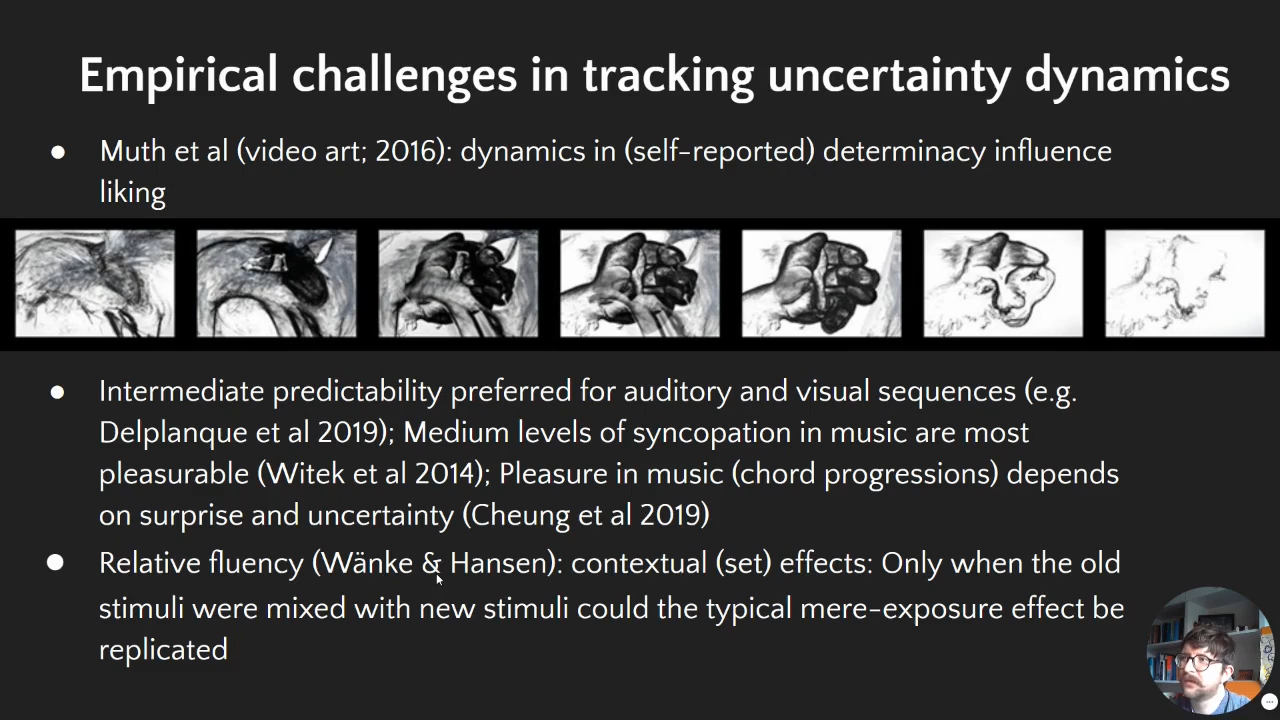 Empirical challenges in tracking uncertainty dynamics
● Muth et al (video art; 2016): dynamics in (self-reported) determinacy influence
liking
● Intermediate predictability preferred for auditory and visual sequences (e.g.
Delplanque et al 2019); Medium levels of syncopation in music are most
pleasurable (Witek et al 2014); Pleasure in music (chord progressions) depends
on surprise and uncertainty (Cheung et al 2019)
● Relative fluency (Wänke & Hansen): contextual (set) effects: Only when the old
stimuli were mixed with new stimuli could the typical mere-exposure effect be
replicated